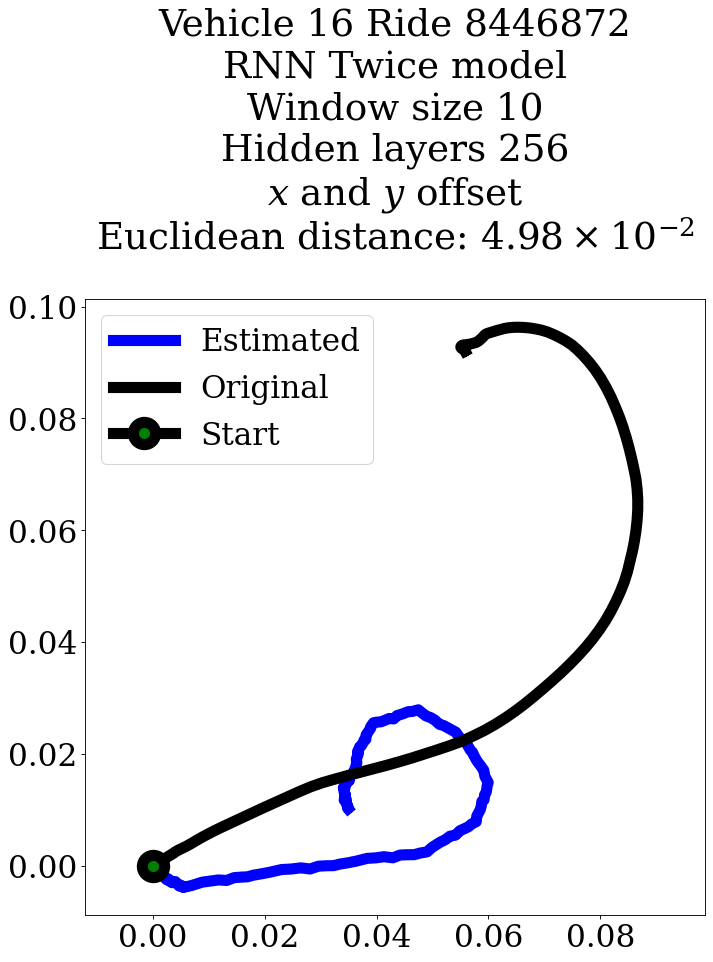 Vehicle 16 Ride 8446872
RNN Twice model
Window size 10
Hidden layers 256
x and y offset
Euclidean distance: 4.98 × 10⁻²
0.10
0.08
0.06
0.04
0.02
0.00
Estimated
Original
Start
0.00 0.02 0.04 0.06 0.08